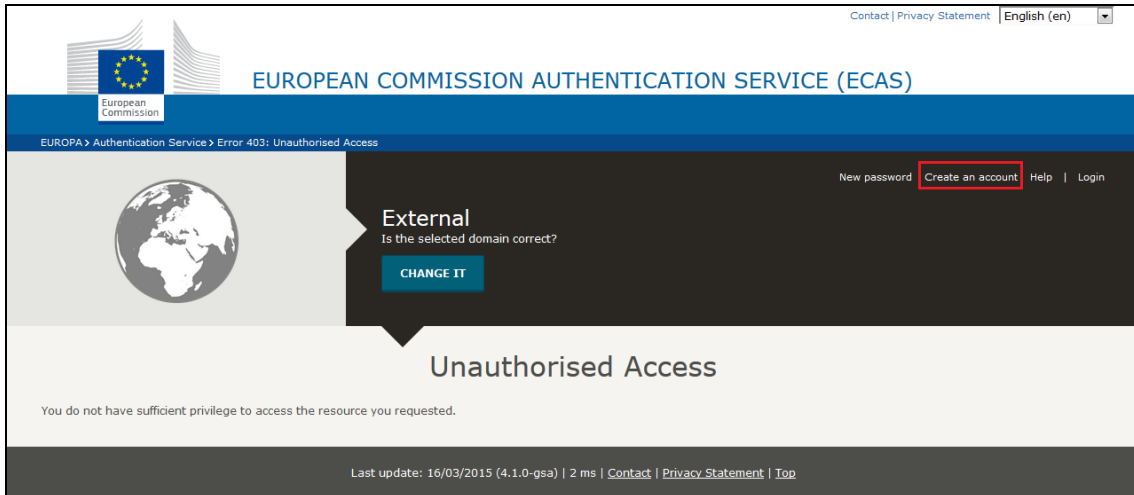 Contact | Privacy Statement English (en)
EUROPEAN COMMISSION AUTHENTICATION SERVICE (ECAS)
European
Commission
EUROPA > Authentication Service > Error 403: Unauthorised Access
New password Create an account Help | Login
External
Is the selected domain correct?
CHANGE IT
Unauthorised Access
You do not have sufficient privilege to access the resource you requested.
Last update: 16/03/2015 (4.1.0-gsa) | 2 ms | Contact | Privacy Statement | Top